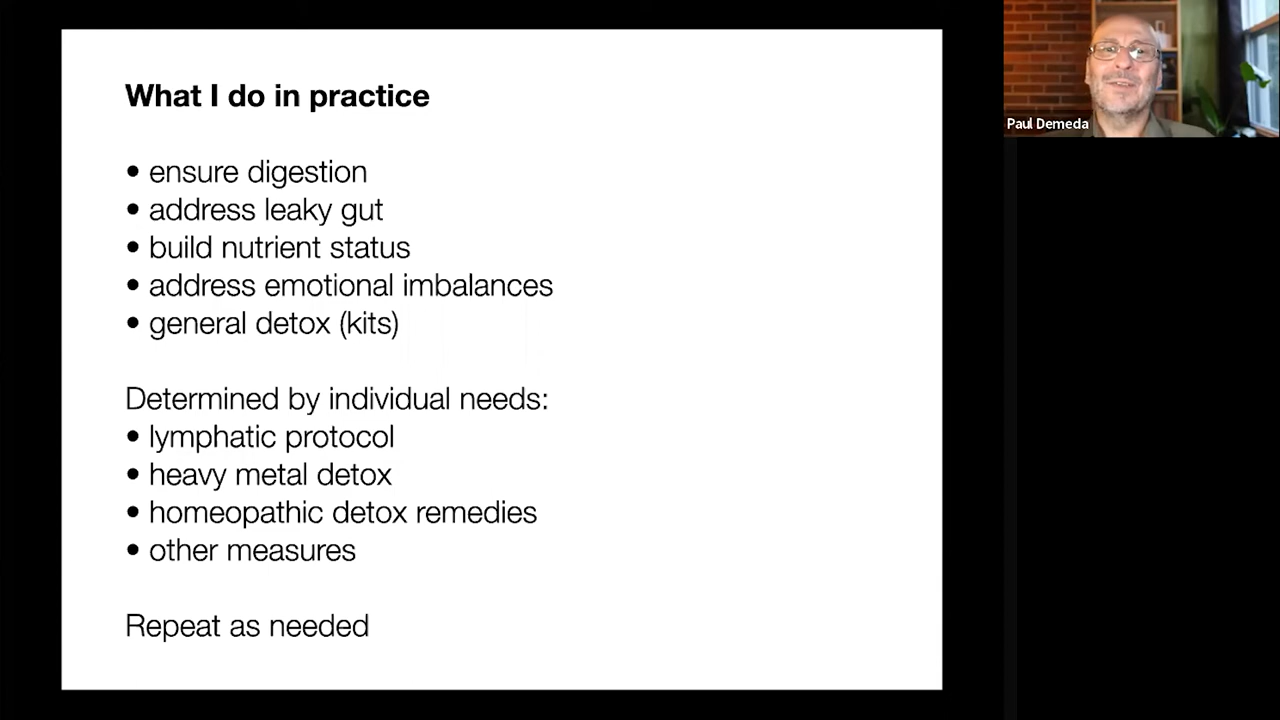 What I do in practice
• ensure digestion
• address leaky gut
• build nutrient status
• address emotional imbalances
• general detox (kits)
Determined by individual needs:
• lymphatic protocol
• heavy metal detox
• homeopathic detox remedies
• other measures
Repeat as needed
Paul Demeda